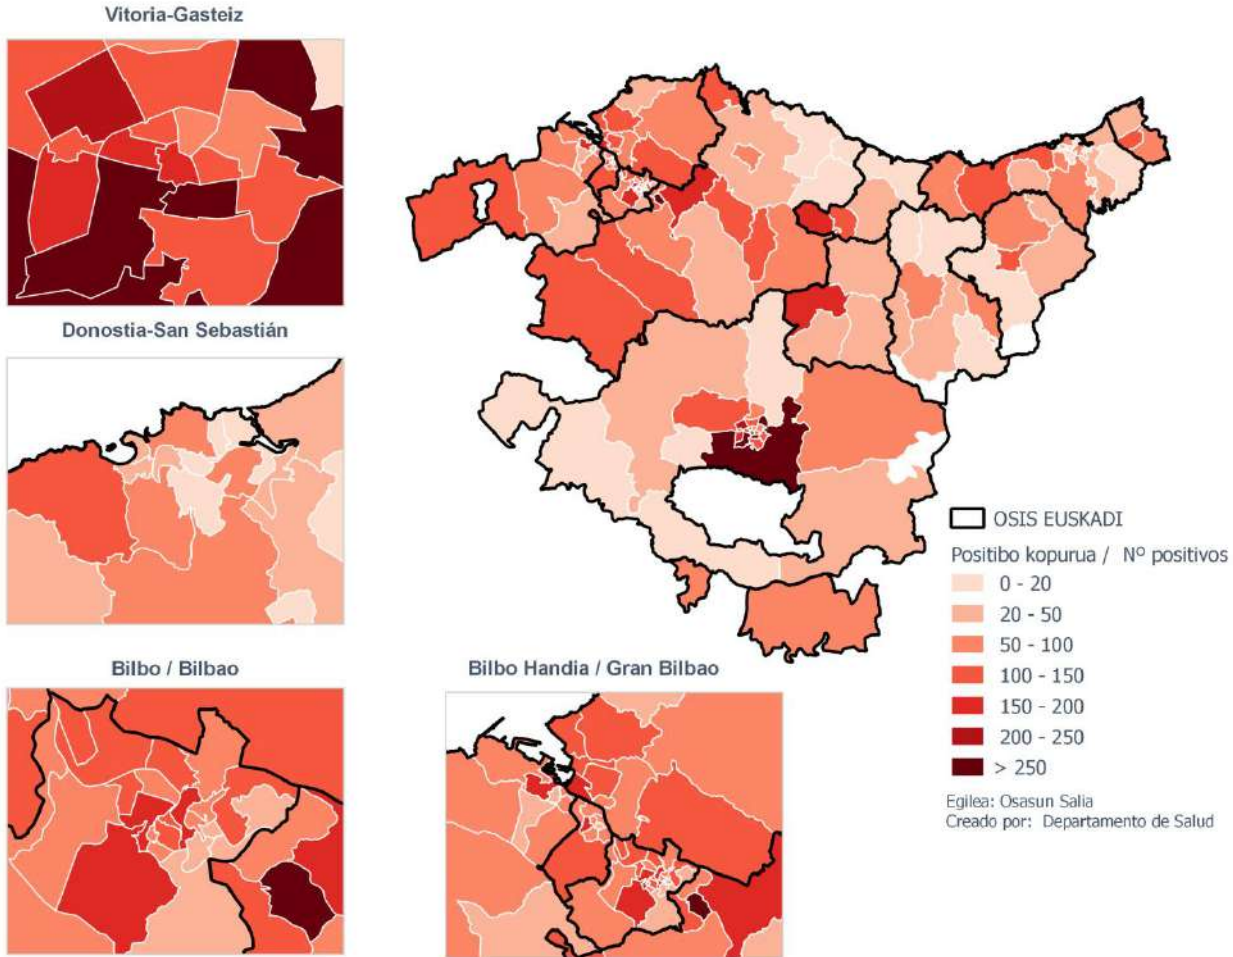 Vitoria-Gasteiz
Donostia-San Sebastián
Bilbo / Bilbao
Bilbo Handia / Gran Bilbao
OSIS EUSKADI
Positibo kopurua / Nº positivos
0 - 20
20 - 50
50 - 100
100 - 150
150 - 200
200 - 250
> 250
Egilea: Osasun Salia
Creado por: Departamento de Salud